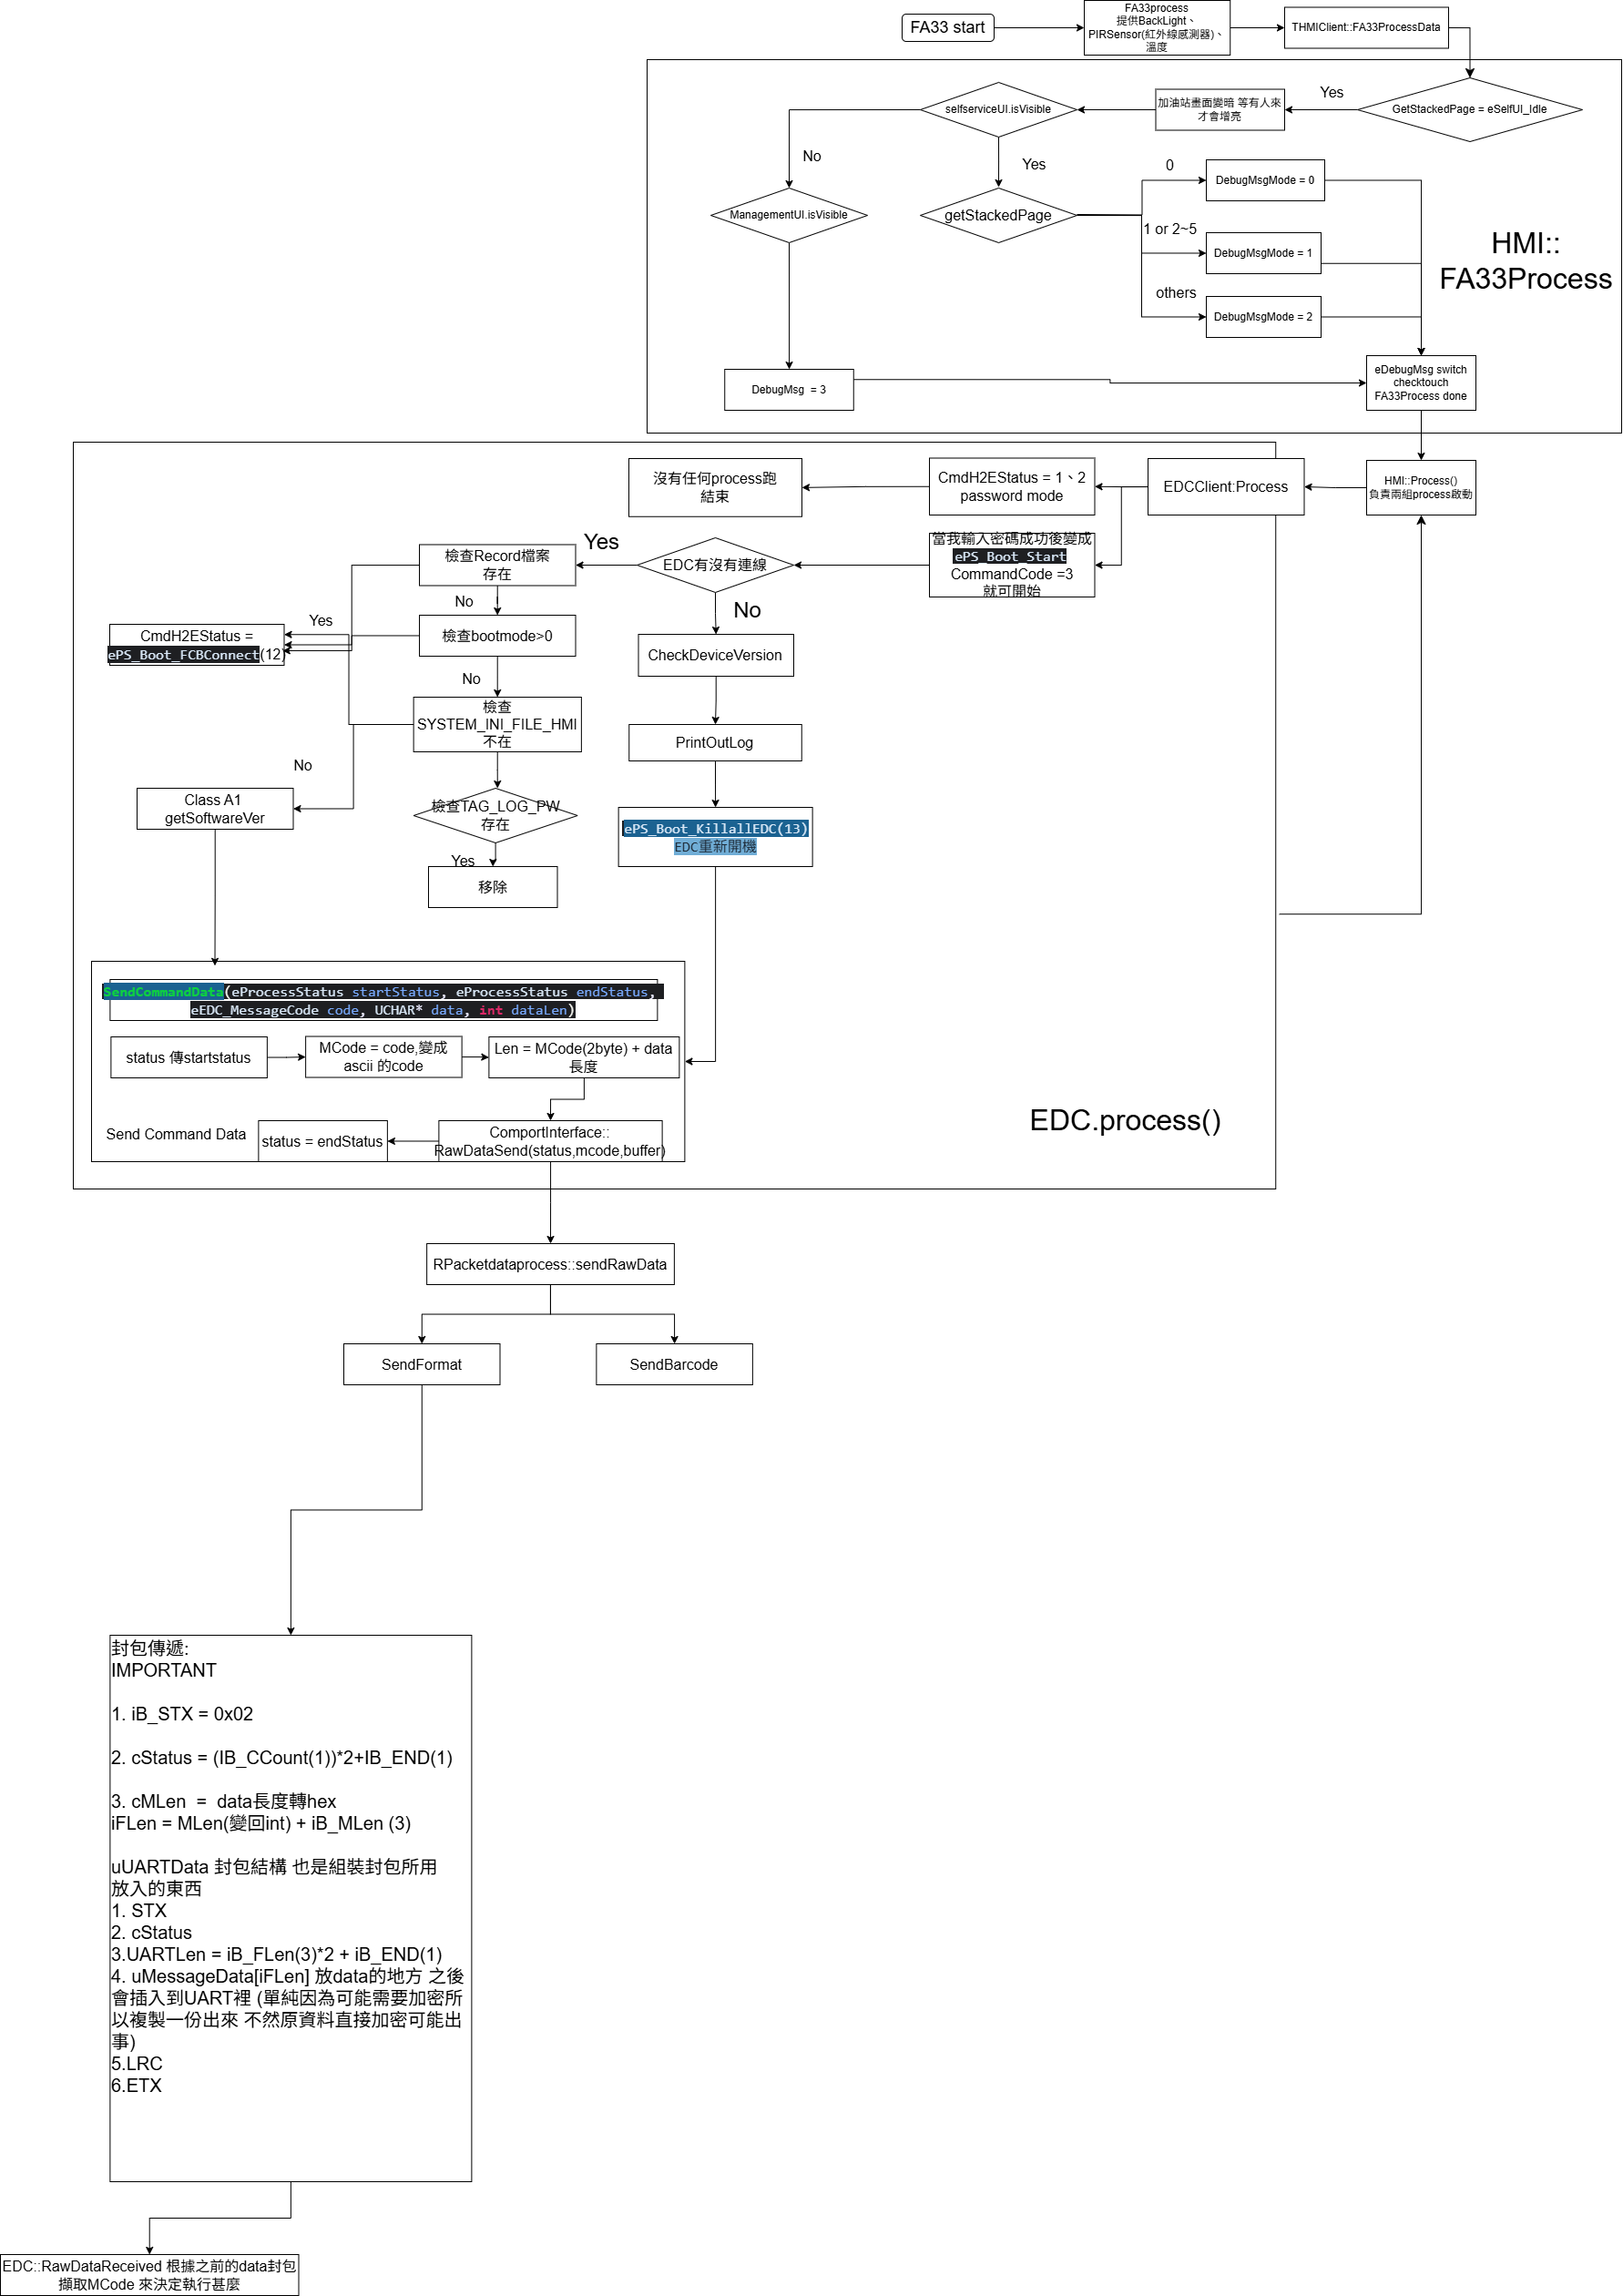 FA33 start
FA33process
提供BackLight、
PIRSensor(紅外線感測器)、
溫度
THMIClient::FA33ProcessData
GetStackedPage = eSelfUI_Idle
Yes
加油站畫面變暗 等有人來
才會增亮
selfserviceUI.isVisible
No
Yes
ManagementUI.isVisible
getStackedPage
0
DebugMsgMode = 0
1 or 2~5
DebugMsgMode = 1
others
DebugMsgMode = 2
HMI::
FA33Process
DebugMsg  = 3
eDebugMsg switch
checktouch
FA33Process done
HMI::Process()
負責兩組process啟動
EDCClient:Process
CmdH2EStatus = 1、2
password mode
沒有任何process跑
結束
當我輸入密碼成功後變成
ePS_Boot_Start
CommandCode =3
就可開始
EDC有沒有連線
Yes
No
檢查Record檔案
存在
No
Yes
檢查bootmode>0
CmdH2EStatus =
ePS_Boot_FCBConnect(12)
No
檢查
SYSTEM_INI_FILE_HMI
不在
No
Class A1
getSoftwareVer
檢查TAG_LOG_PW
存在
Yes
移除
CheckDeviceVersion
PrintOutLog
ePS_Boot_KillallEDC(13)
EDC重新開機
SendCommandData(eProcessStatus startStatus, eProcessStatus endStatus,
eEDC_MessageCode code, UCHAR* data, int dataLen)
status 傳startstatus
MCode = code,變成
ascii 的code
Len = MCode(2byte) + data
長度
Send Command Data
status = endStatus
ComportInterface::
RawDataSend(status,mcode,buffer)
EDC.process()
RPacketdataprocess::sendRawData
SendFormat
SendBarcode
封包傳遞:
IMPORTANT
1. iB_STX = 0x02
2. cStatus = (IB_CCount(1))*2+IB_END(1)
3. cMLen  =  data長度轉hex
iFLen = MLen(變回int) + iB_MLen (3)
uUARTData 封包結構 也是組裝封包所用
放入的東西
1. STX
2. cStatus
3.UARTLen = iB_FLen(3)*2 + iB_END(1)
4. uMessageData[iFLen] 放data的地方 之後
會插入到UART裡 (單純因為可能需要加密所
以複製一份出來 不然原資料直接加密可能出
事)
5.LRC
6.ETX
EDC::RawDataReceived 根據之前的data封包
擷取MCode 來決定執行甚麼